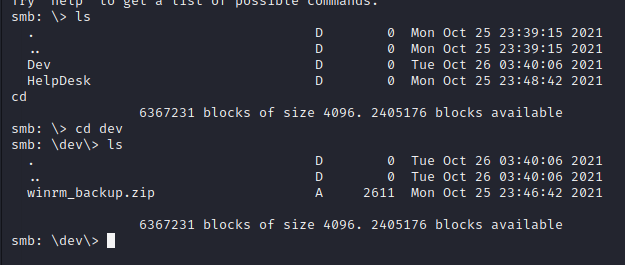 Try "help" to get a list of possible commands.
smb: \> ls
. D 0 Mon Oct 25 23:39:15 2021
.. D 0 Mon Oct 25 23:39:15 2021
Dev D 0 Tue Oct 26 03:40:06 2021
HelpDesk D 0 Mon Oct 25 23:48:42 2021
cd
6367231 blocks of size 4096. 2405176 blocks available
smb: \> cd dev
smb: \dev\> ls
. D 0 Tue Oct 26 03:40:06 2021
.. D 0 Tue Oct 26 03:40:06 2021
winrm_backup.zip A 2611 Mon Oct 25 23:46:42 2021
6367231 blocks of size 4096. 2405176 blocks available
smb: \dev\>